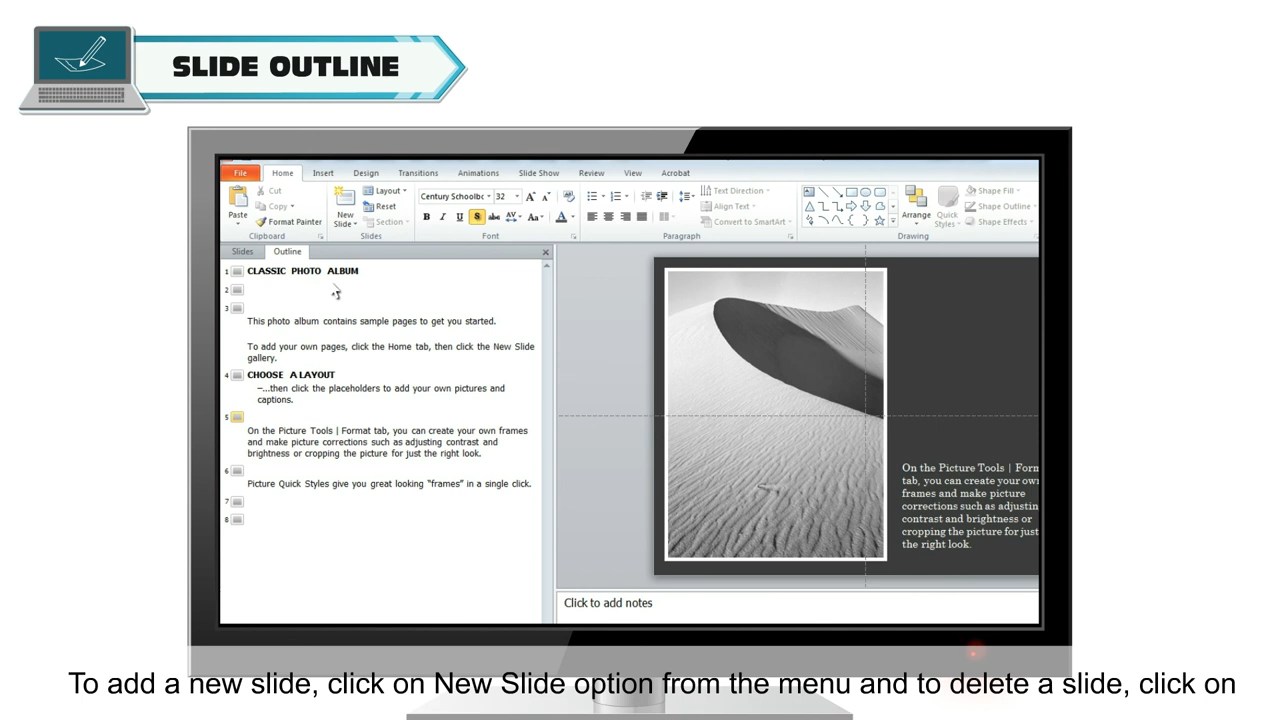 SLIDE OUTLINE
File Home Insert Design Transitions Animations Slide Show Review View Acrobat
Paste
Cut
Copy
Format Painter
Clipboard
New
Slide
Layout
Reset
Section
Slides
Century Schoolbc 32
B I U S abc AV Aa A
Font
Text Direction
Align Text
Convert to SmartArt
Paragraph
Arrange
Quick
Styles
Shape Fill
Shape Outline
Shape Effects
Drawing
Slides Outline
1 CLASSIC PHOTO ALBUM
2
3
This photo album contains sample pages to get you started.
To add your own pages, click the Home tab, then click the New Slide
gallery.
4 CHOOSE A LAYOUT
–...then click the placeholders to add your own pictures and
captions.
5
On the Picture Tools | Format tab, you can create your own frames
and make picture corrections such as adjusting contrast and
brightness or cropping the picture for just the right look.
6
Picture Quick Styles give you great looking “frames” in a single click.
7
8
On the Picture Tools | Form
tab, you can create your own
frames and make picture
corrections such as adjustin
contrast and brightness or
cropping the picture for just
the right look.
Click to add notes
To add a new slide, click on New Slide option from the menu and to delete a slide, click on